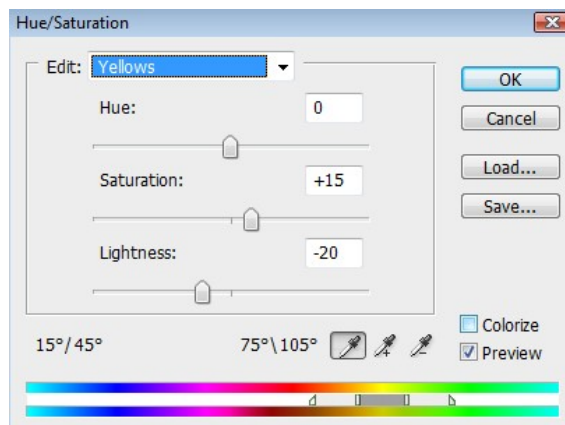 Hue/Saturation
Edit: Yellows
OK
Hue: 0
Cancel
Load...
Saturation: +15
Save...
Lightness: -20
Colorize
15°/45° 75°\105°
Preview